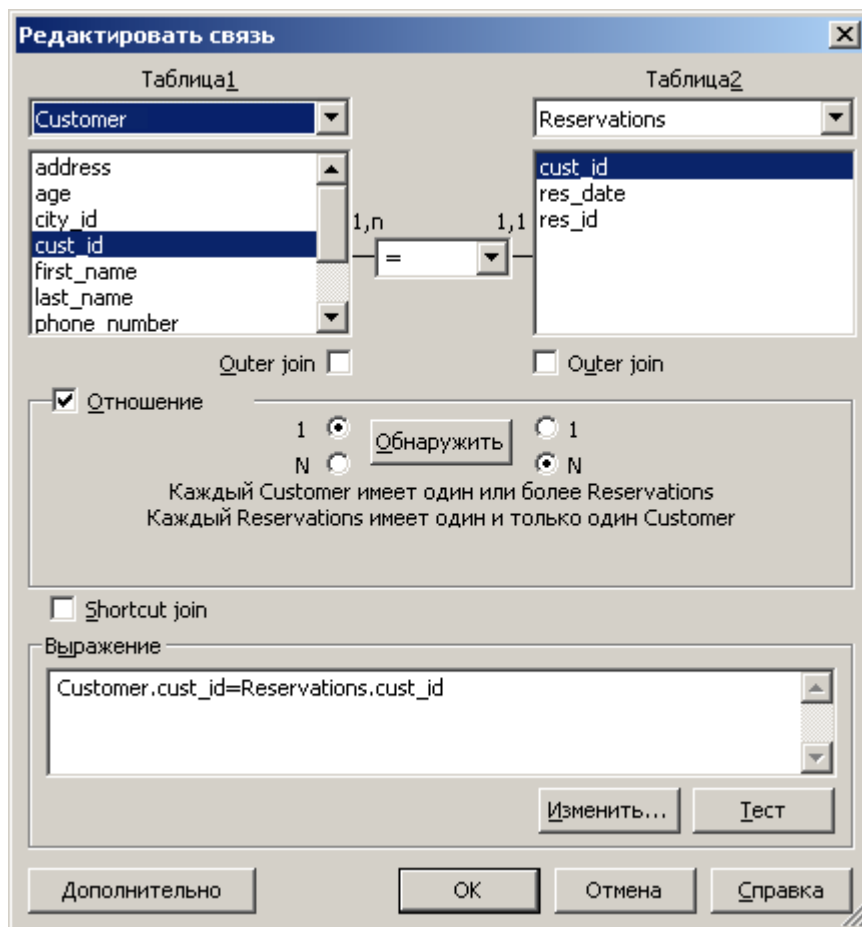 Редактировать связь
Таблица1
Таблица2
Customer
Reservations
address
age
city_id
cust_id
first_name
last_name
phone_number
1,n
1,1
=
cust_id
res_date
res_id
Outer join
Outer join
Отношение
1
Обнаружить
1
N
N
Каждый Customer имеет один или более Reservations
Каждый Reservations имеет один и только один Customer
Shortcut join
Выражение
Customer.cust_id=Reservations.cust_id
Изменить...
Тест
Дополнительно
OK
Отмена
Справка